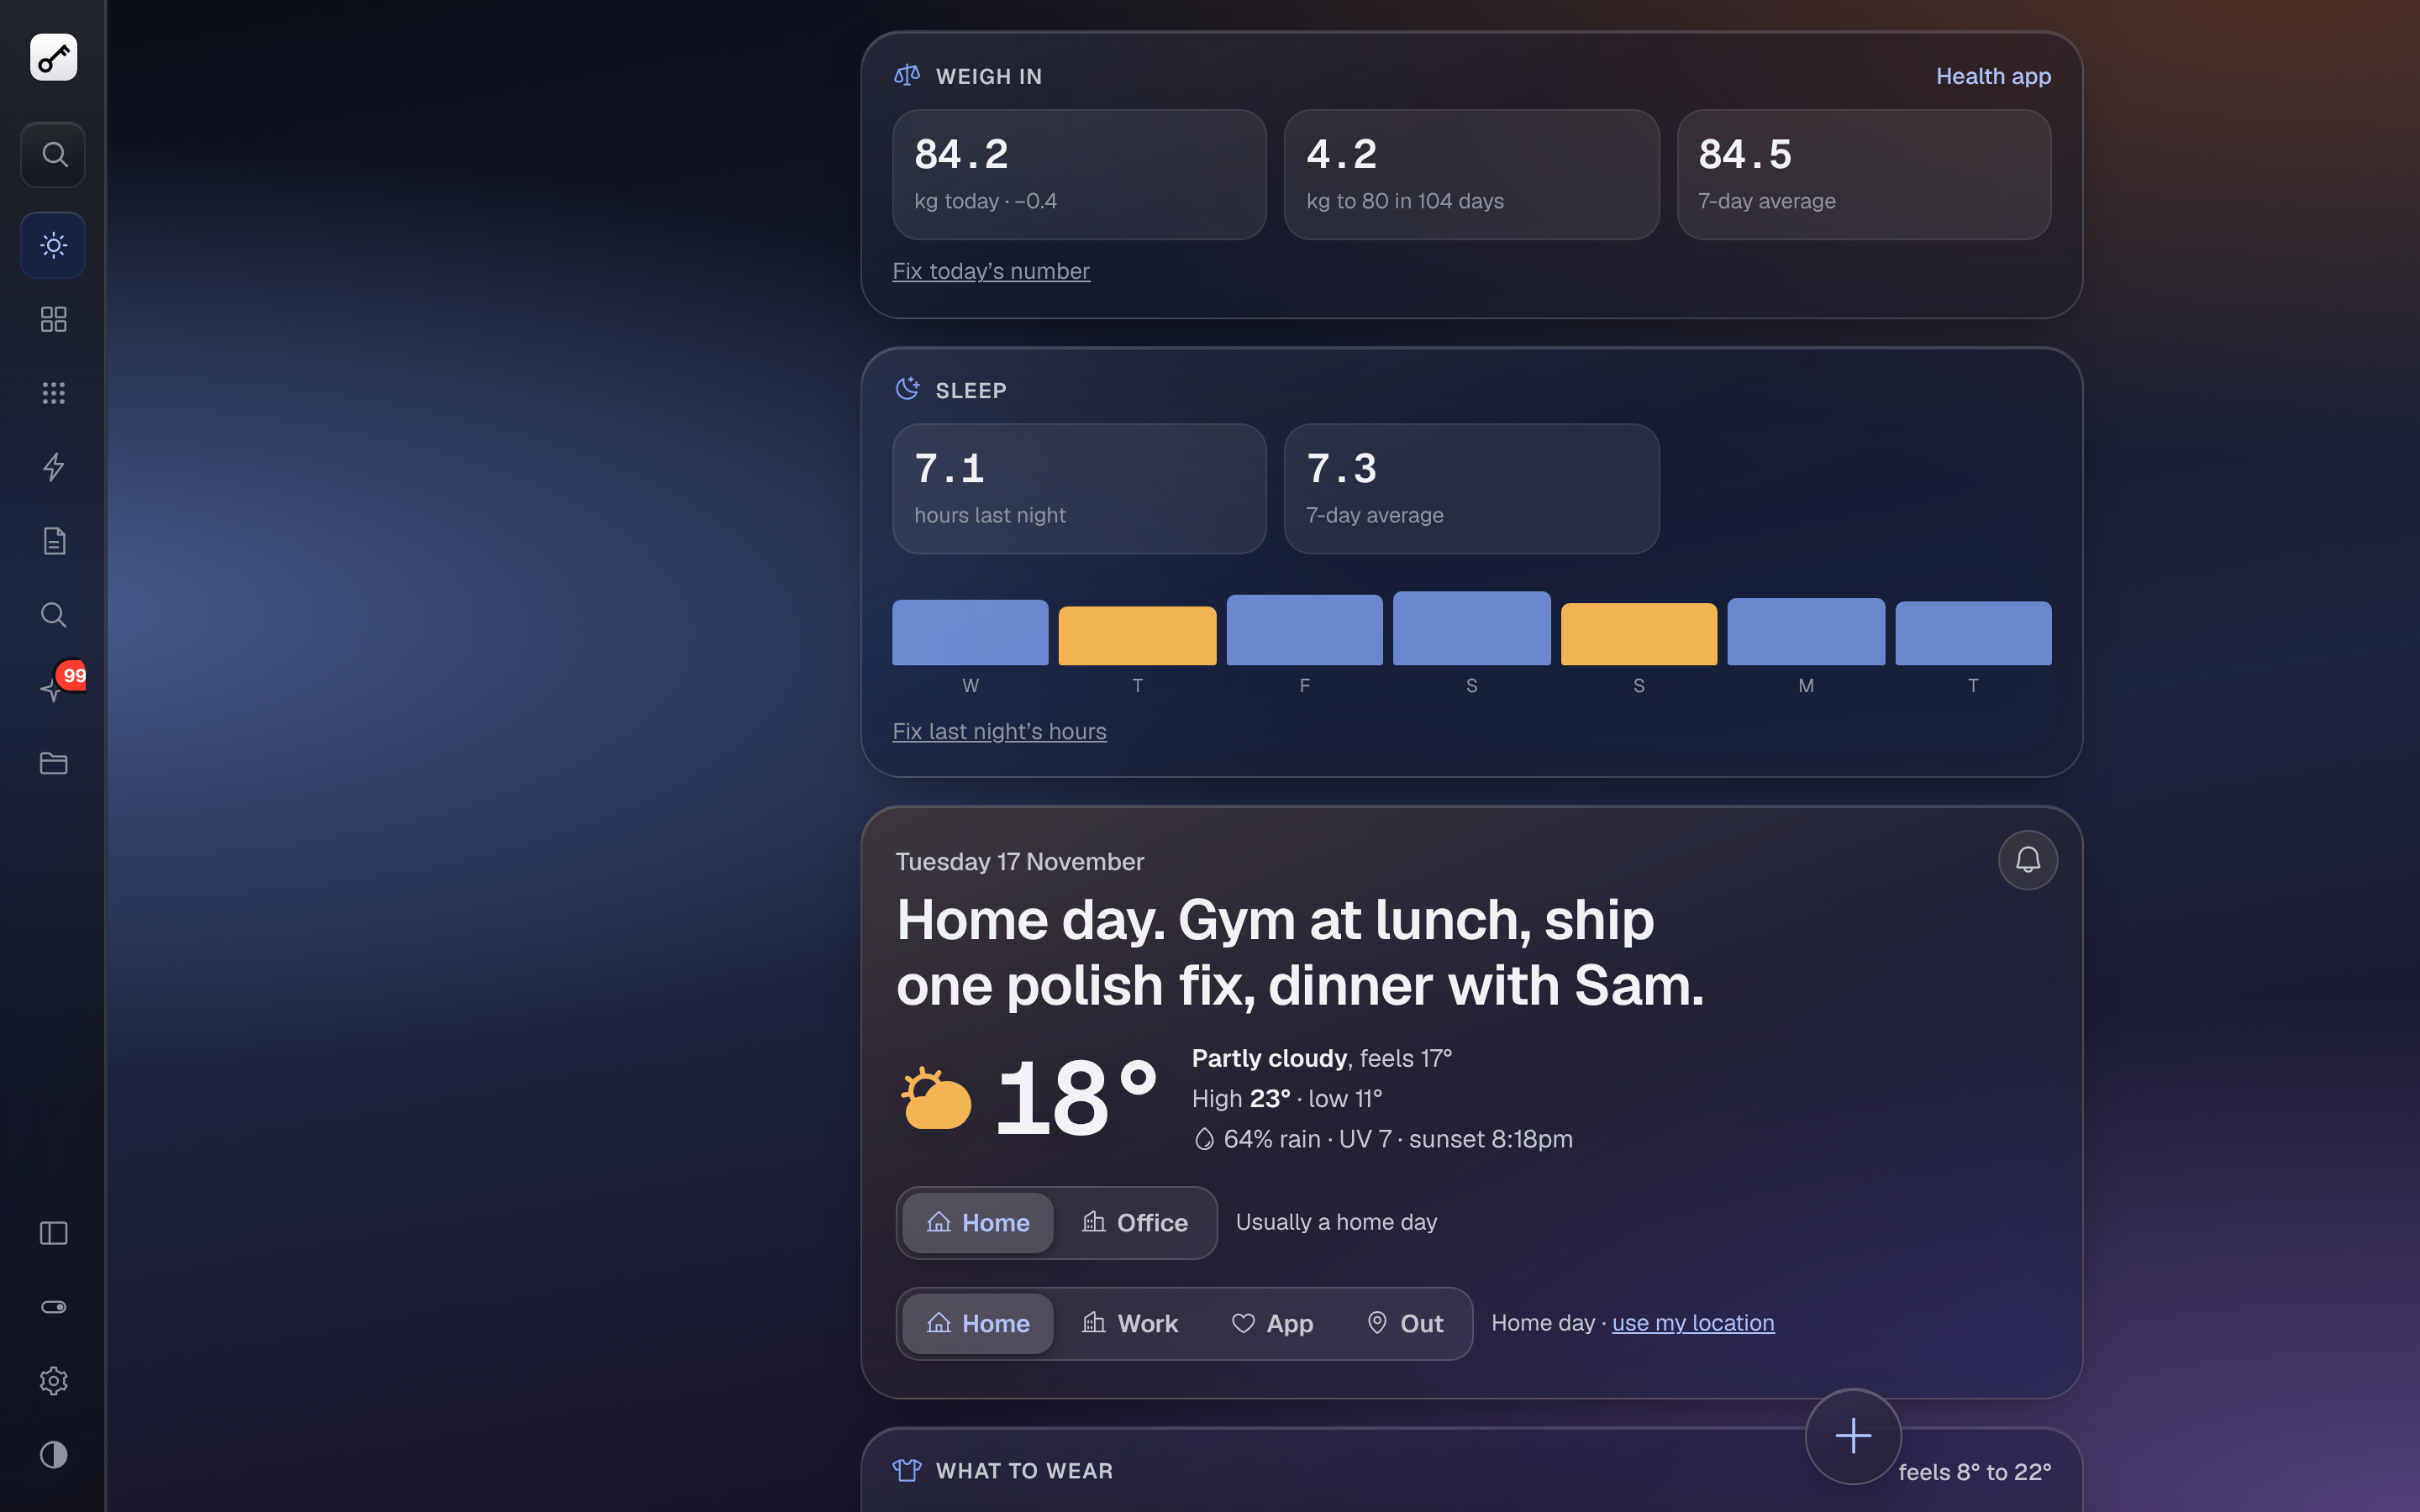 WEIGH IN
Health app
84.2
kg today · −0.4
4.2
kg to 80 in 104 days
84.5
7-day average
Fix today’s number
SLEEP
7.1
hours last night
7.3
7-day average
W T F S S M T
Fix last night’s hours
99
Tuesday 17 November
Home day. Gym at lunch, ship
one polish fix, dinner with Sam.
18°
Partly cloudy, feels 17°
High 23° · low 11°
64% rain · UV 7 · sunset 8:18pm
Home Office Usually a home day
Home Work App Out Home day · use my location
WHAT TO WEAR
feels 8° to 22°